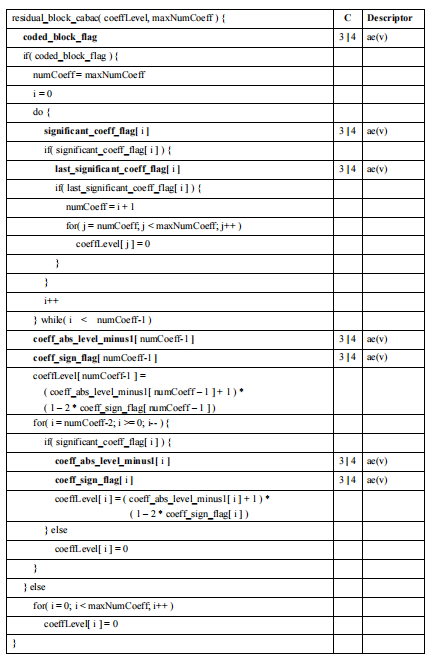 residual_block_cabac( coeffLevel, maxNumCoeff ) { C Descriptor
coded_block_flag 3 | 4 ae(v)
if( coded_block_flag ) {
numCoeff = maxNumCoeff
i = 0
do {
significant_coeff_flag[ i ] 3 | 4 ae(v)
if( significant_coeff_flag[ i ] ) {
last_significant_coeff_flag[ i ] 3 | 4 ae(v)
if( last_significant_coeff_flag[ i ] ) {
numCoeff = i + 1
for( j = numCoeff; j < maxNumCoeff; j++ )
coeffLevel[ j ] = 0
}
}
i++
} while( i < numCoeff-1 )
coeff_abs_level_minus1[ numCoeff-1 ] 3 | 4 ae(v)
coeff_sign_flag[ numCoeff-1 ] 3 | 4 ae(v)
coeffLevel[ numCoeff-1 ] =
( coeff_abs_level_minus1[ numCoeff – 1 ] + 1 ) *
( 1 – 2 * coeff_sign_flag[ numCoeff – 1 ] )
for( i = numCoeff-2; i >= 0; i-- ) {
if( significant_coeff_flag[ i ] ) {
coeff_abs_level_minus1[ i ] 3 | 4 ae(v)
coeff_sign_flag[ i ] 3 | 4 ae(v)
coeffLevel[ i ] = ( coeff_abs_level_minus1[ i ] + 1 ) *
( 1 – 2 * coeff_sign_flag[ i ] )
} else
coeffLevel[ i ] = 0
}
} else
for( i = 0; i < maxNumCoeff; i++ )
coeffLevel[ i ] = 0
}